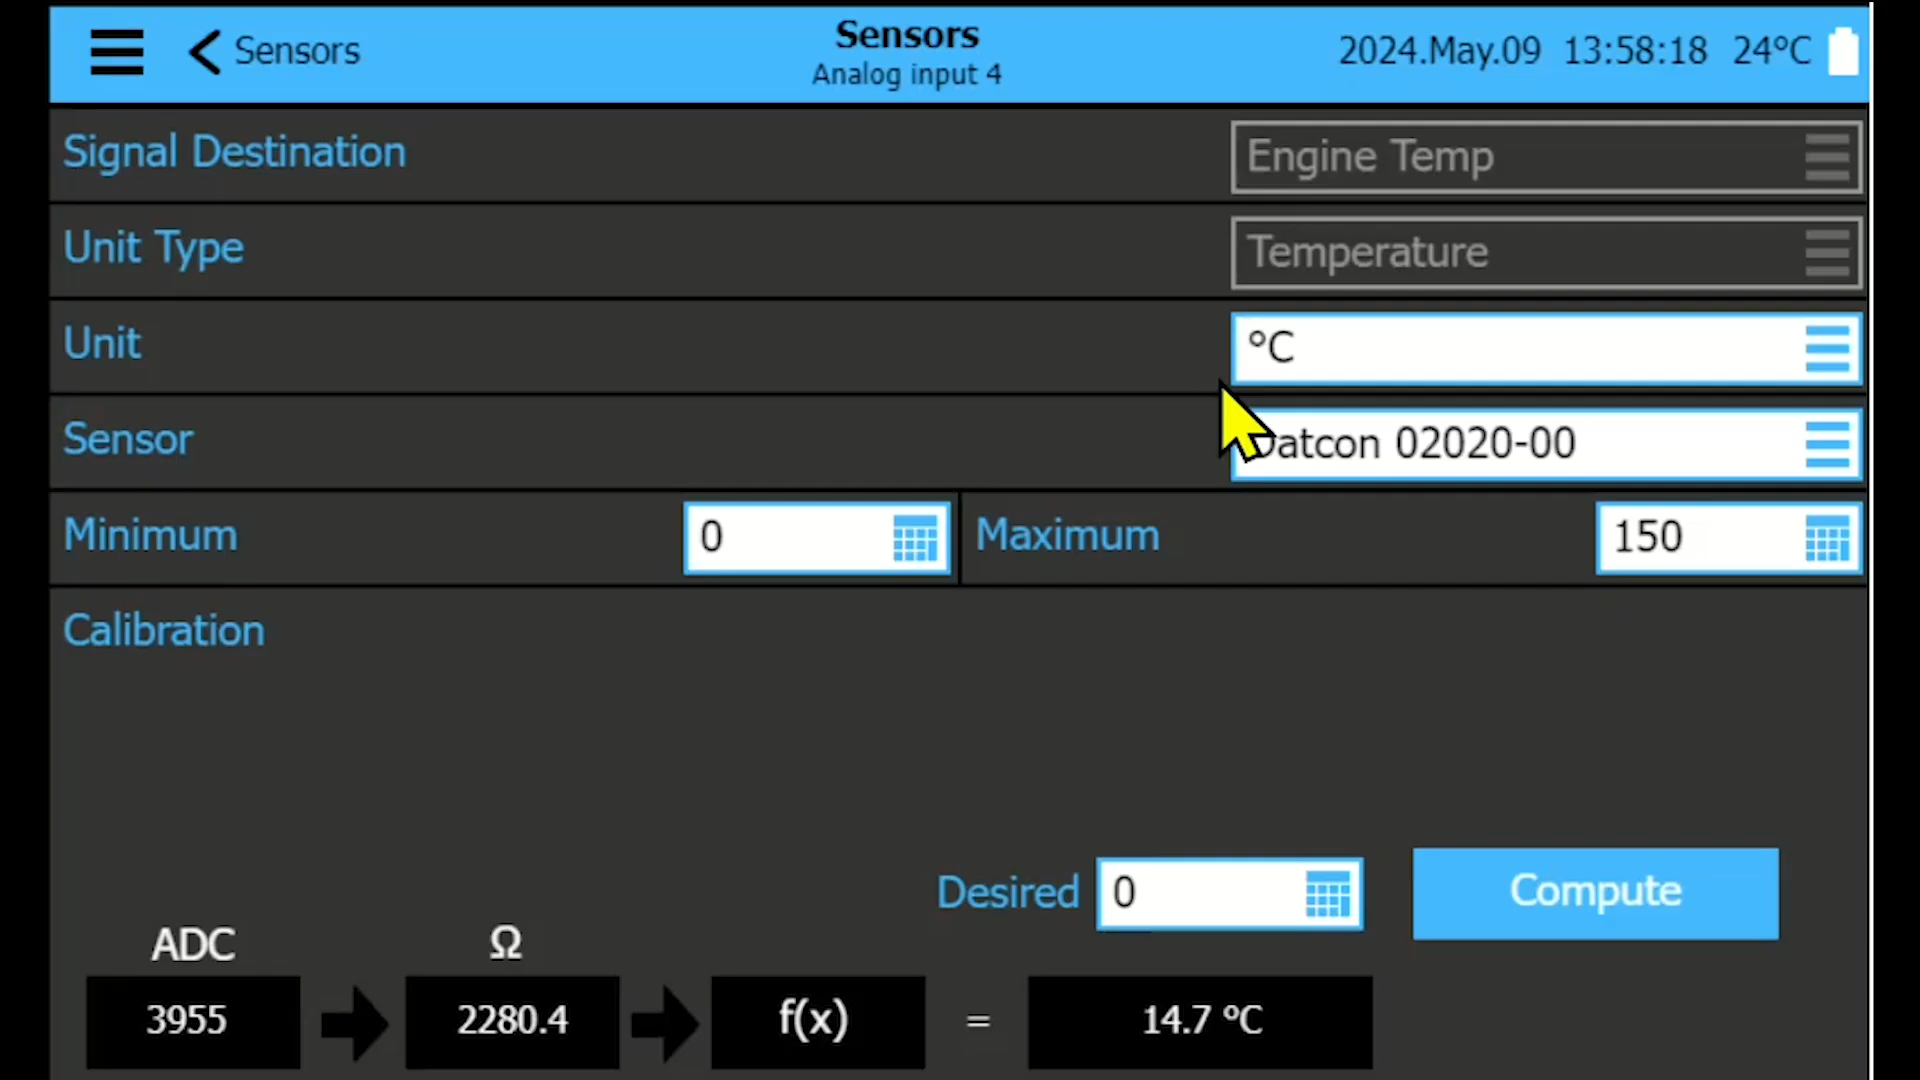 Sensors
Sensors
Analog input 4
2024.May.09 13:58:18 24°C
Signal Destination
Engine Temp
Unit Type
Temperature
Unit
°C
Sensor
Datcon 02020-00
Minimum
0
Maximum
150
Calibration
Desired
0
Compute
ADC
Ω
3955
2280.4
f(x)
=
14.7 °C